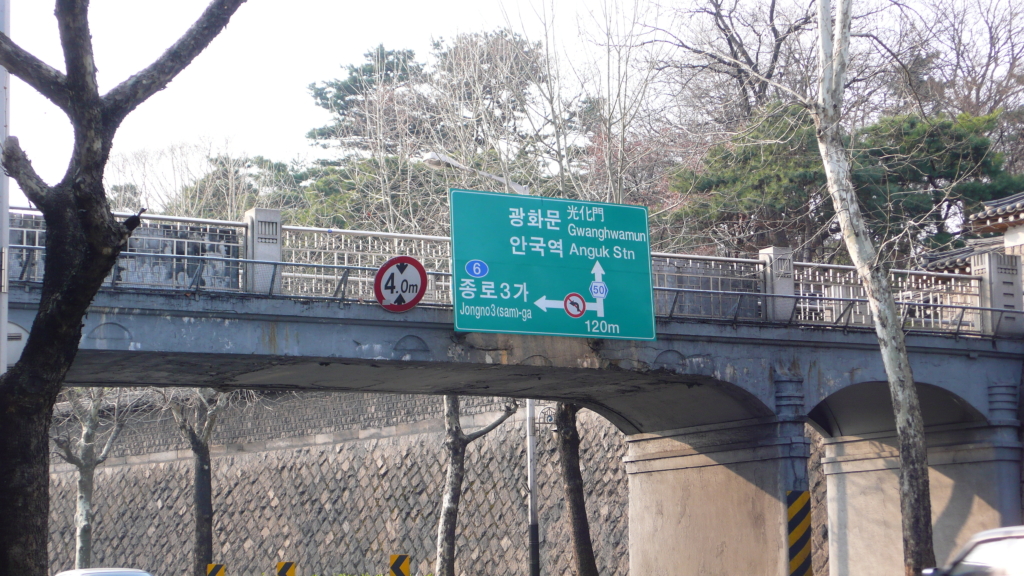 광화문 光化門
Gwanghwamun
안국역 Anguk Stn
6
종로3가
Jongno3(sam)-ga
50
120m
4.0m